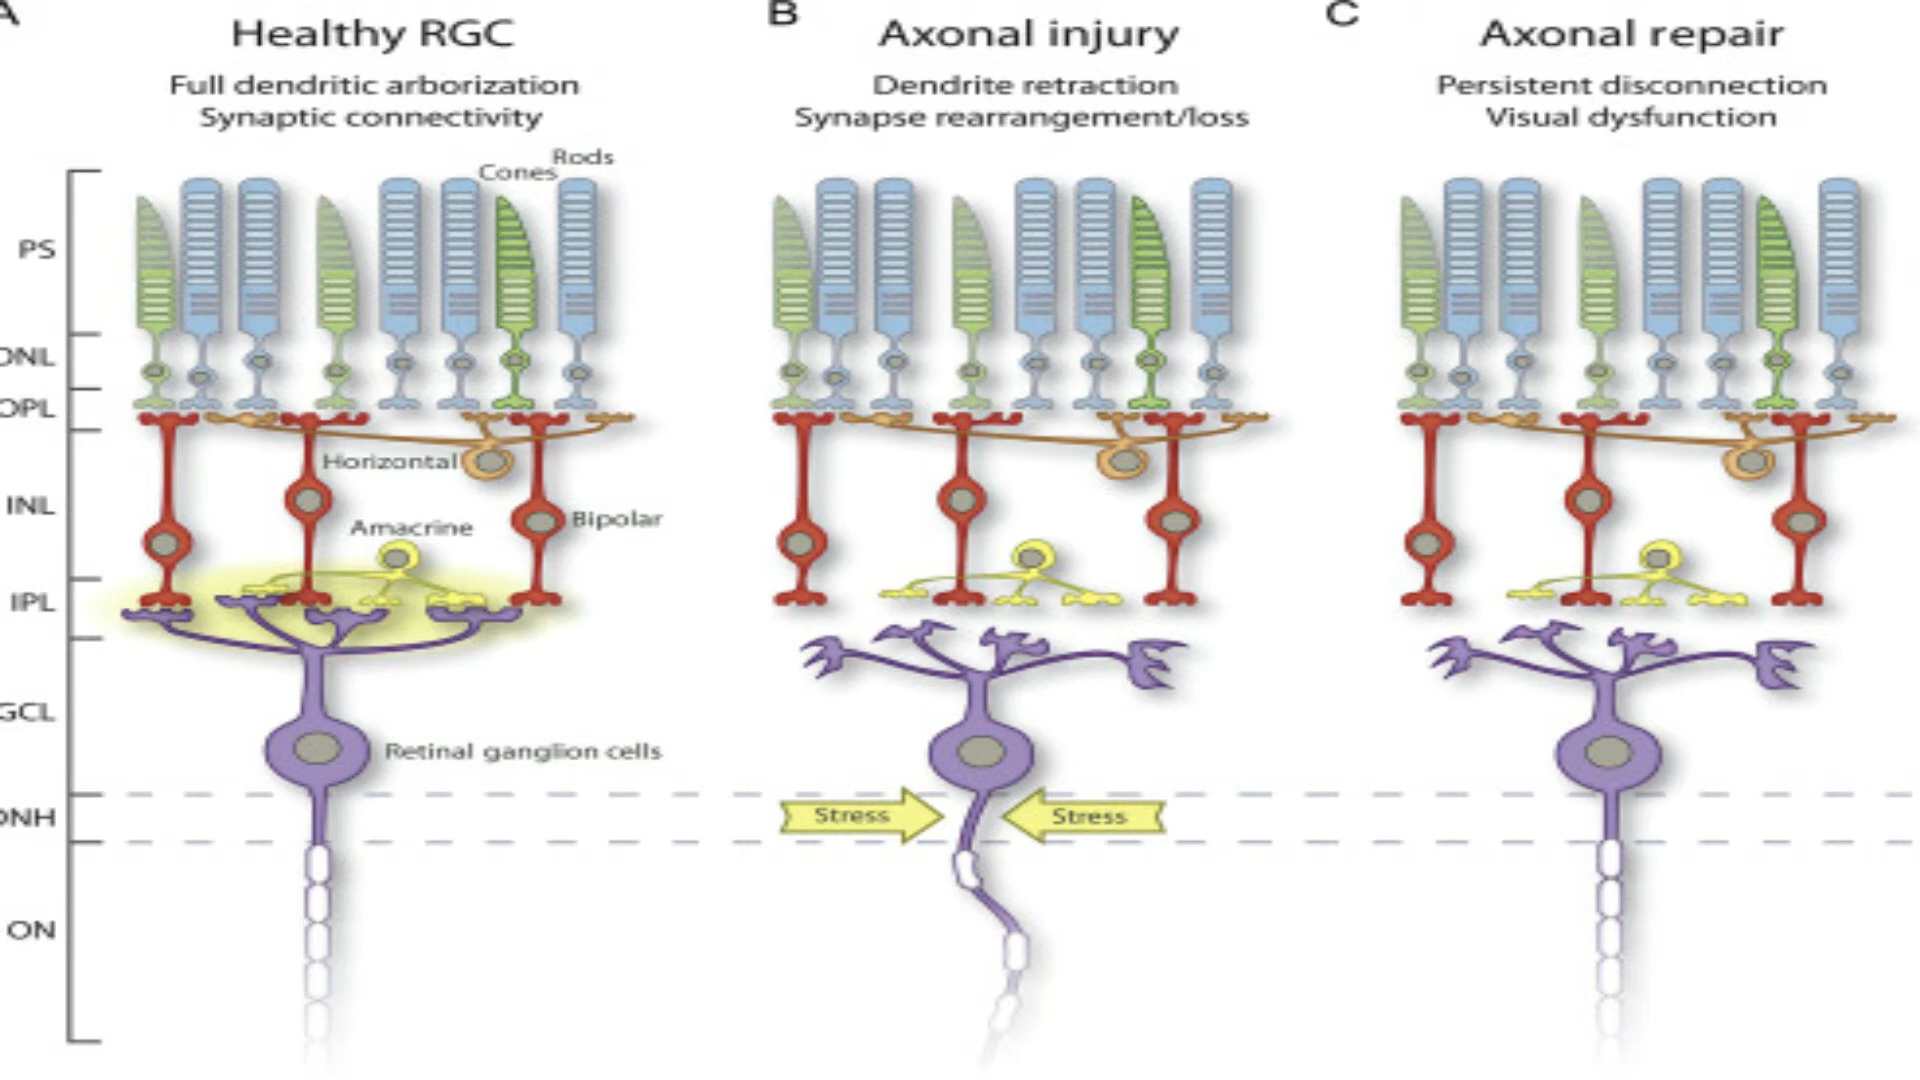 A
Healthy RGC
Full dendritic arborization
Synaptic connectivity
B
Axonal injury
Dendrite retraction
Synapse rearrangement/loss
C
Axonal repair
Persistent disconnection
Visual dysfunction
Rods
Cones
PS
ONL
OPL
Horizontal
INL
Amacrine
Bipolar
IPL
GCL
Retinal ganglion cells
ONH
Stress
Stress
ON